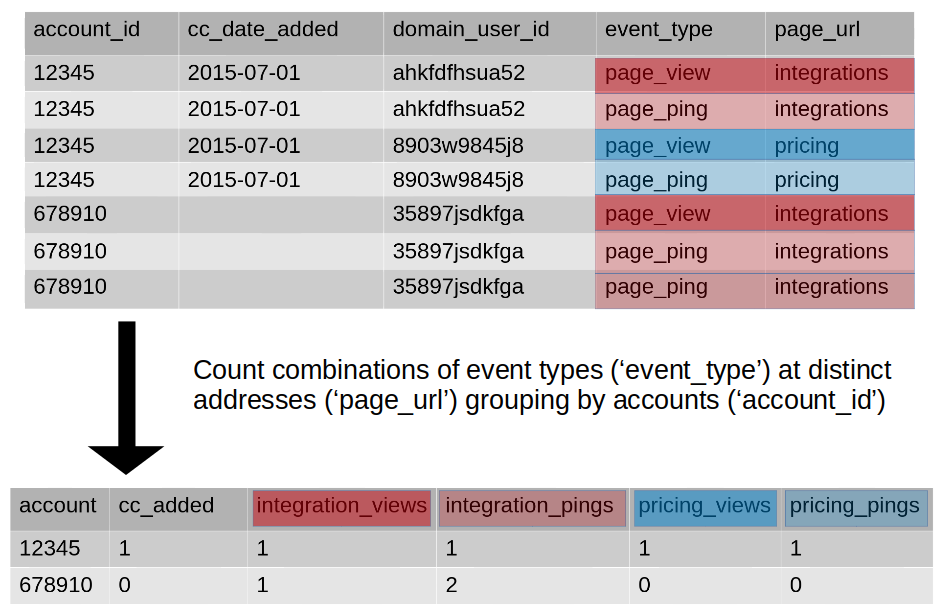 account_id cc_date_added domain_user_id event_type page_url
12345 2015-07-01 ahkfdfhsua52 page_view integrations
12345 2015-07-01 ahkfdfhsua52 page_ping integrations
12345 2015-07-01 8903w9845j8 page_view pricing
12345 2015-07-01 8903w9845j8 page_ping pricing
678910 35897jsdkfga page_view integrations
678910 35897jsdkfga page_ping integrations
678910 35897jsdkfga page_ping integrations
Count combinations of event types (‘event_type’) at distinct
addresses (‘page_url’) grouping by accounts (‘account_id’)
account cc_added integration_views integration_pings pricing_views pricing_pings
12345 1 1 1 1 1
678910 0 1 2 0 0